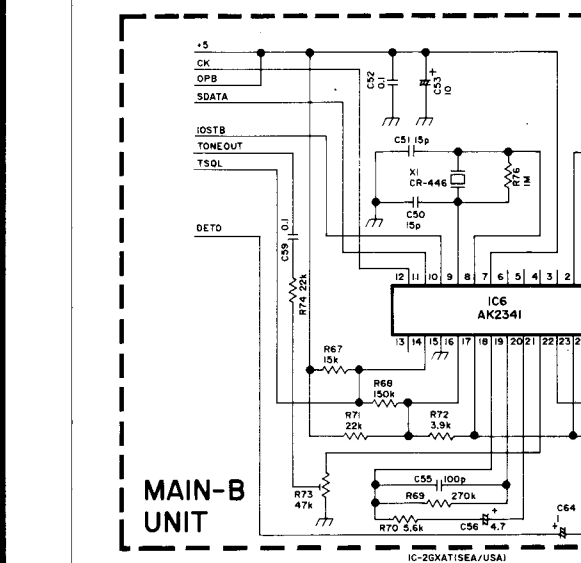 +5
CK
OPB
SDATA
IOSTB
TONEOUT
TSQL
DETO
C52
0.1
C53
+
10
C51 15p
X1
CR-446
R76
1M
C50
15p
C59 0.1
R74 22k
12 11 10 9 8 7 6 5 4 3 2
IC6
AK2341
13 14 15 16 17 18 19 20 21 22 23 2
R67
15k
R68
150k
R71
22k
R72
3.9k
R73
47k
C55 100p
R69 270k
R70 5.6k
C56 + 4.7
C64
+
MAIN-B
UNIT
IC-2GXAT(SEA/USA)